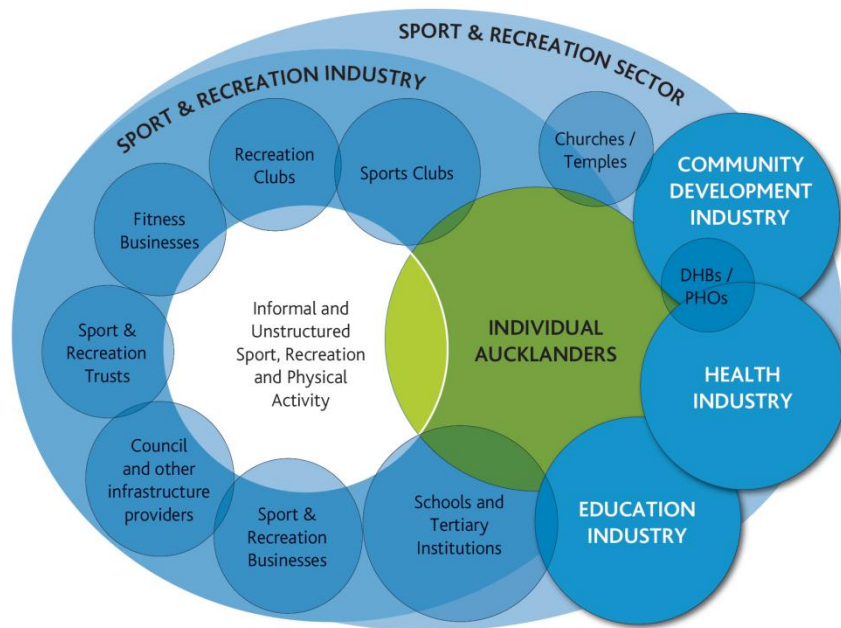 SPORT & RECREATION SECTOR
SPORT & RECREATION INDUSTRY
Churches /
Temples
COMMUNITY
DEVELOPMENT
INDUSTRY
Recreation
Clubs
Sports Clubs
Fitness
Businesses
DHBs /
PHOs
Informal and
Unstructured
Sport, Recreation
and Physical
Activity
INDIVIDUAL
AUCKLANDERS
Sport &
Recreation
Trusts
HEALTH
INDUSTRY
Council
and other
infrastructure
providers
Sport &
Recreation
Businesses
Schools and
Tertiary
Institutions
EDUCATION
INDUSTRY